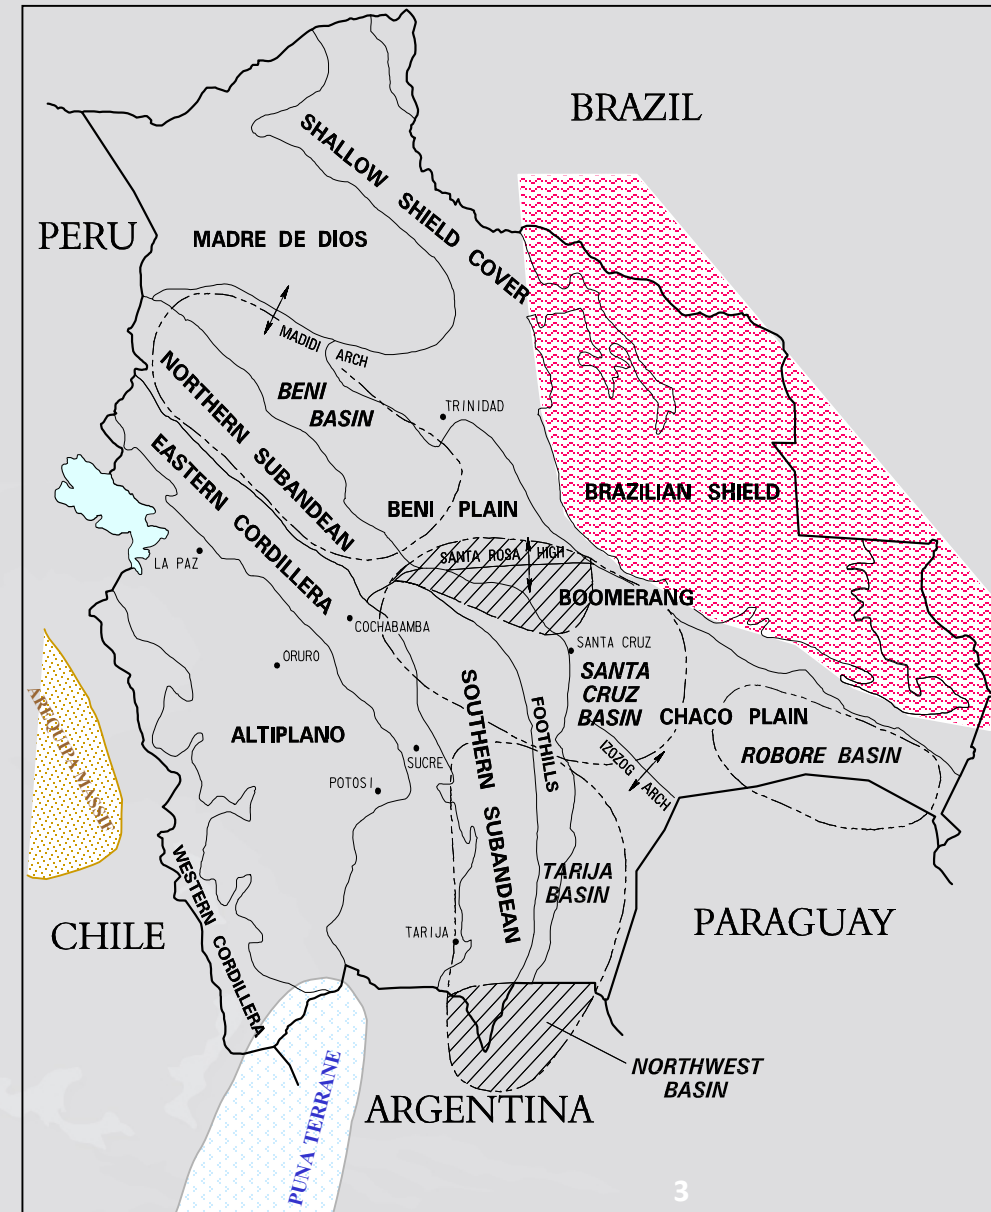 BRAZIL
SHALLOW SHIELD COVER
PERU
MADRE DE DIOS
MADIDI ARCH
BENI
BASIN
NORTHERN SUBANDEAN
TRINIDAD
EASTERN CORDILLERA
BRAZILIAN SHIELD
BENI PLAIN
LA PAZ
SANTA ROSA HIGH
BOOMERANG
COCHABAMBA
SANTA CRUZ
ORURO
SANTA
CRUZ
BASIN
AREQUIPA MASSIF
SOUTHERN SUBANDEAN
FOOTHILLS
CHACO PLAIN
ALTIPLANO
ROBORE BASIN
IZOZOG ARCH
SUCRE
POTOSI
WESTERN CORDILLERA
TARIJA
BASIN
CHILE
TARIJA
PARAGUAY
NORTHWEST
BASIN
PUNA TERRANE
ARGENTINA
3